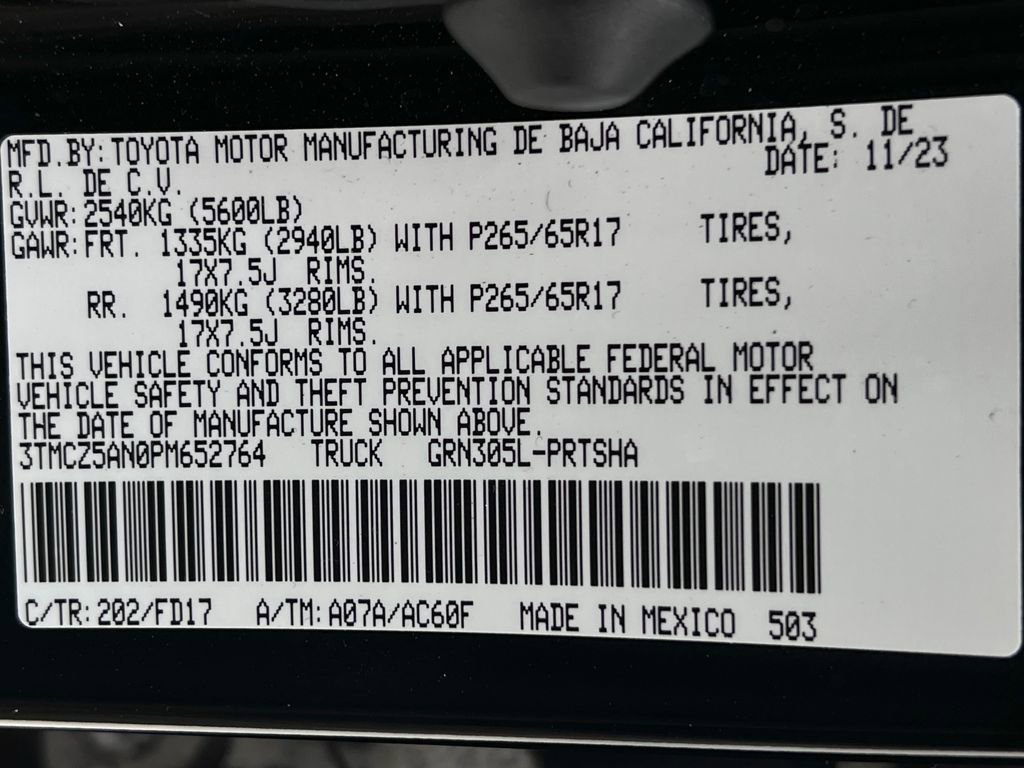 MFD.BY:TOYOTA MOTOR MANUFACTURING DE BAJA CALIFORNIA, S. DE
R.L. DE C.V. DATE: 11/23
GVWR:2540KG (5600LB)
GAWR:FRT. 1335KG (2940LB) WITH P265/65R17 TIRES,
17X7.5J RIMS.
RR. 1490KG (3280LB) WITH P265/65R17 TIRES,
17X7.5J RIMS.
THIS VEHICLE CONFORMS TO ALL APPLICABLE FEDERAL MOTOR
VEHICLE SAFETY AND THEFT PREVENTION STANDARDS IN EFFECT ON
THE DATE OF MANUFACTURE SHOWN ABOVE.
3TMCZ5AN0PM652764 TRUCK GRN305L-PRTSHA
C/TR:202/FD17 A/TM:A07A/AC60F MADE IN MEXICO 503